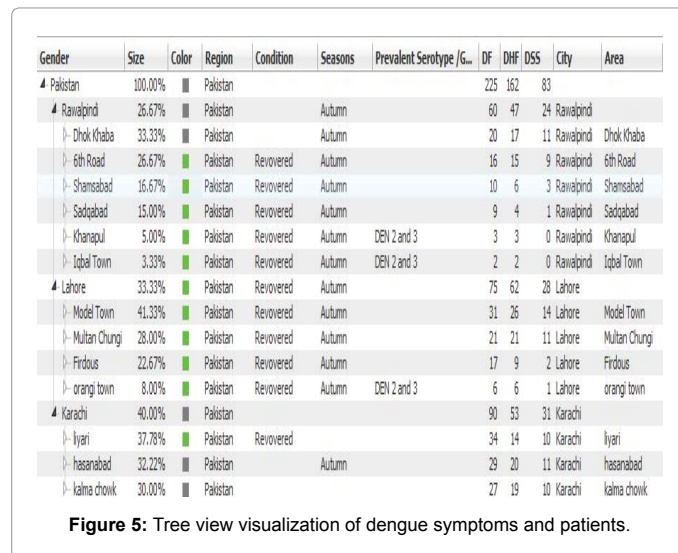 Gender Size Color Region Condition Seasons Prevalent Serotype /G... DF DHF DSS City Area
Pakistan 100.00% Pakistan 225 162 83
Rawalpindi 26.67% Pakistan Autumn 60 47 24 Rawalpindi
Dhok Khaba 33.33% Pakistan Autumn 20 17 11 Rawalpindi Dhok Khaba
6th Road 26.67% Pakistan Revovered Autumn 16 15 9 Rawalpindi 6th Road
Shamsabad 16.67% Pakistan Revovered Autumn 10 6 3 Rawalpindi Shamsabad
Sadqabad 15.00% Pakistan Revovered Autumn 9 4 1 Rawalpindi Sadqabad
Khanapul 5.00% Pakistan Revovered Autumn DEN 2 and 3 3 3 0 Rawalpindi Khanapul
Iqbal Town 3.33% Pakistan Revovered Autumn DEN 2 and 3 2 2 0 Rawalpindi Iqbal Town
Lahore 33.33% Pakistan Revovered Autumn 75 62 28 Lahore
Model Town 41.33% Pakistan Revovered Autumn 31 26 14 Lahore Model Town
Multan Chungi 28.00% Pakistan Revovered Autumn 21 21 11 Lahore Multan Chungi
Firdous 22.67% Pakistan Revovered Autumn 17 9 2 Lahore Firdous
orangi town 8.00% Pakistan Revovered Autumn DEN 2 and 3 6 6 1 Lahore orangi town
Karachi 40.00% Pakistan 90 53 31 Karachi
liyari 37.78% Pakistan Revovered 34 14 10 Karachi liyari
hasanabad 32.22% Pakistan Autumn 29 20 11 Karachi hasanabad
kalma chowk 30.00% Pakistan 27 19 10 Karachi kalma chowk
Figure 5: Tree view visualization of dengue symptoms and patients.